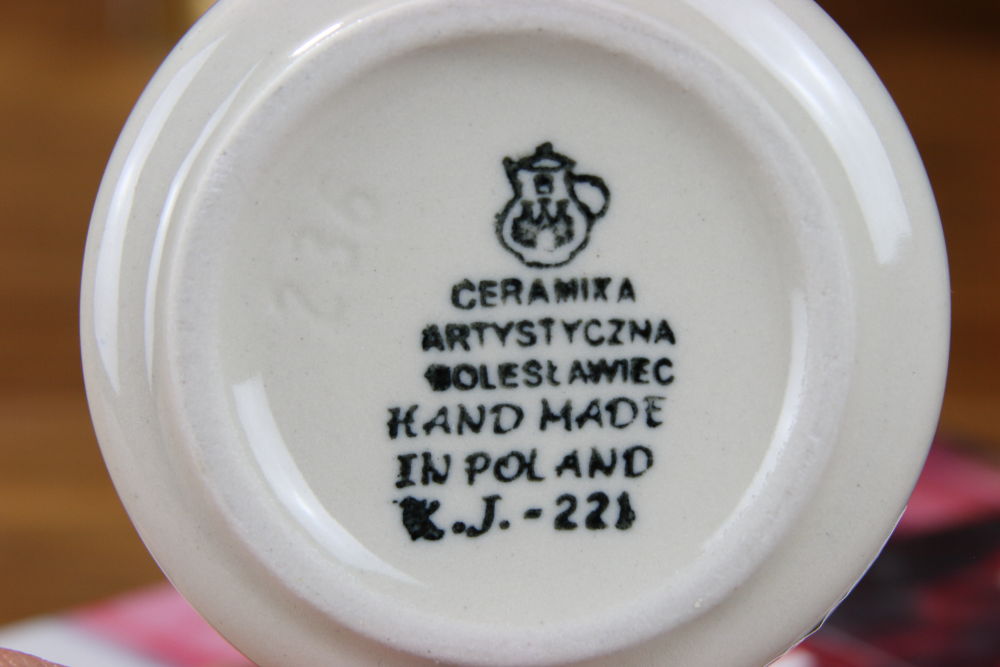 CERAMIKA
ARTYSTYCZNA
BOLESŁAWIEC
HAND MADE
IN POLAND
K.J.-221
236